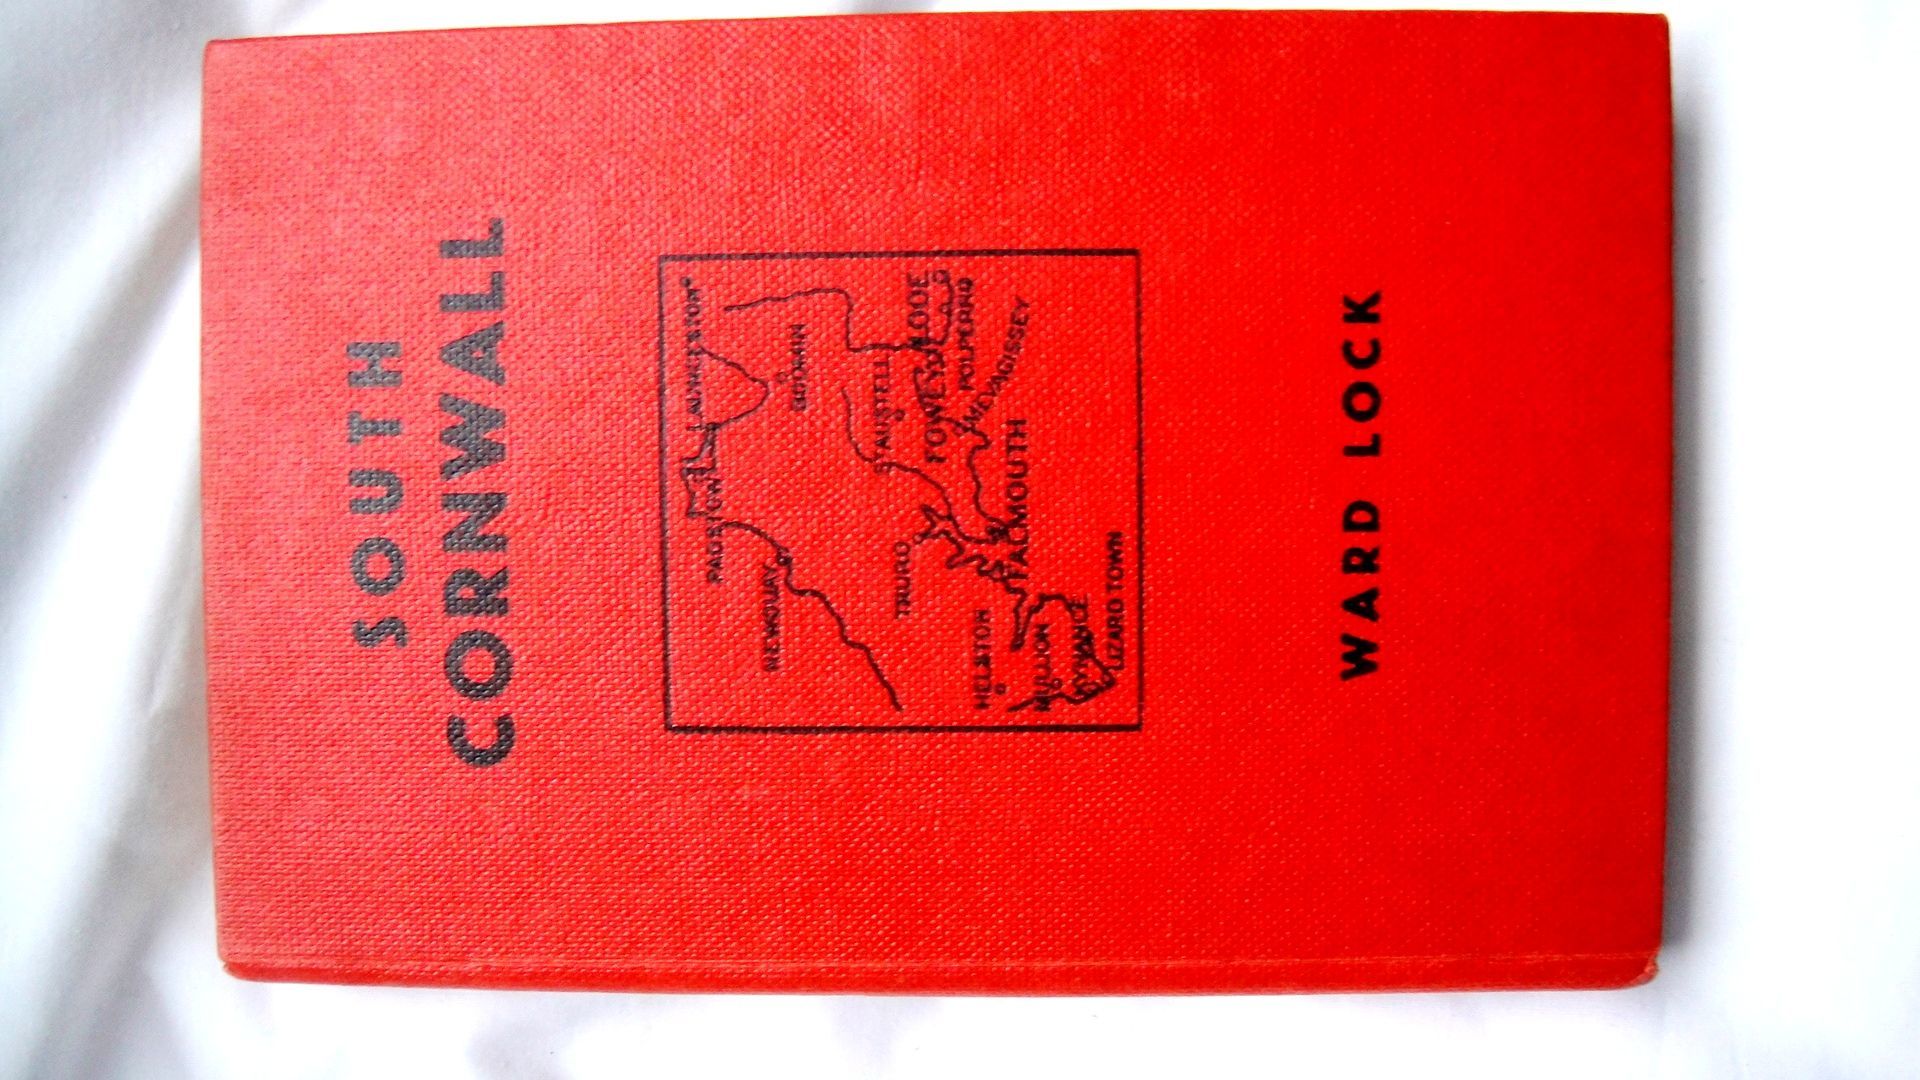 SOUTH
CORNWALL
LAUNCESTON
PADSTOW
BODMIN
NEWQUAY
ST AUSTELL
LOOE
FOWEY
POLPERRO
MEVAGISSEY
TRURO
FALMOUTH
HELSTON
MULLION
KYNANCE
LIZARD TOWN
WARD LOCK